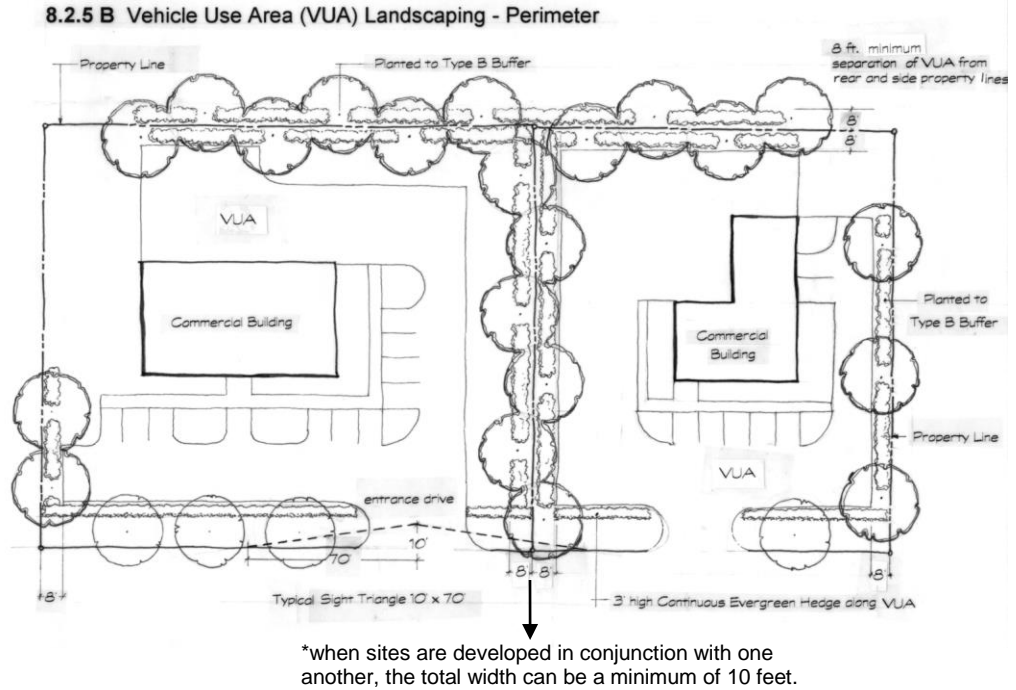 8.2.5 B Vehicle Use Area (VUA) Landscaping - Perimeter
Property Line
Planted to Type B Buffer
8 ft. minimum
separation of VUA from
rear and side property lines
8'
8'
VUA
Commercial Building
Commercial
Building
Planted to
Type B Buffer
Property Line
VUA
entrance drive
10'
70'
8'
8'
8'
8'
Typical Sight Triangle 10' x 70'
3' high Continuous Evergreen Hedge along VUA
*when sites are developed in conjunction with one
another, the total width can be a minimum of 10 feet.